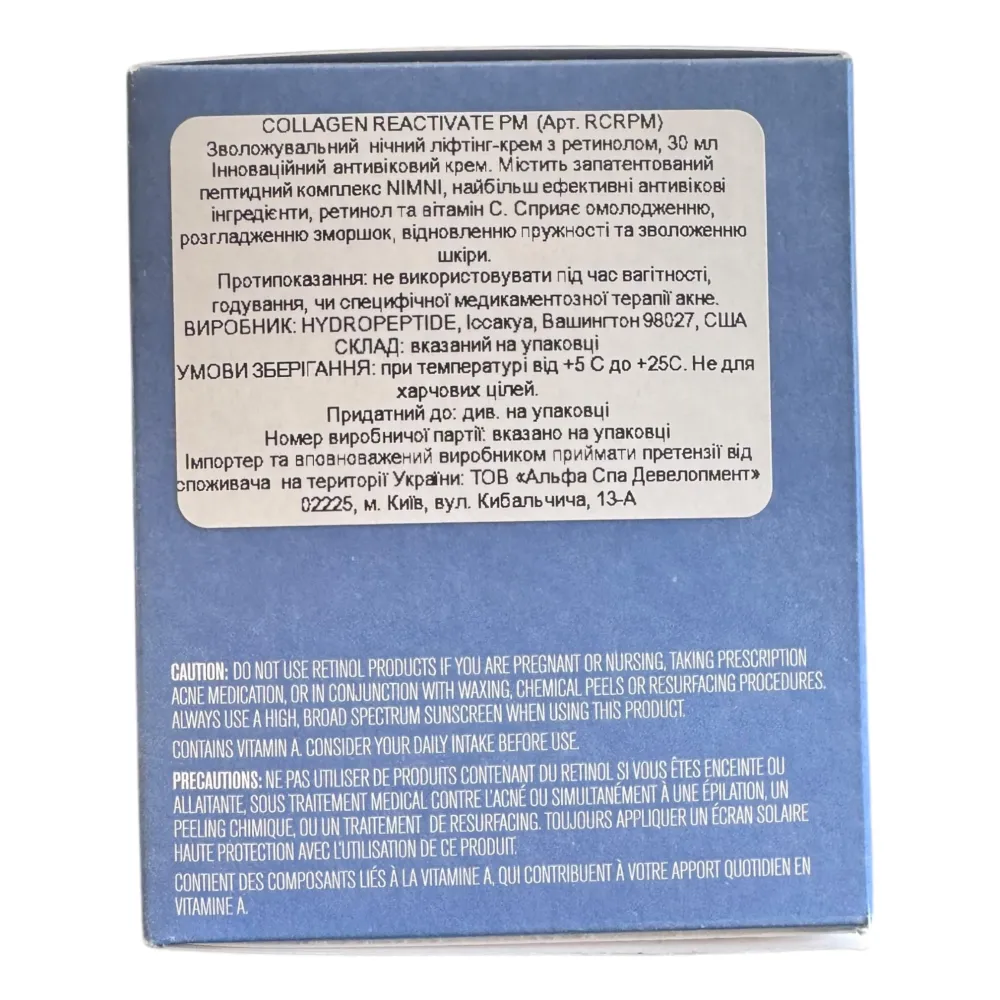 COLLAGEN REACTIVATE PM (Арт. RCRPM)
Зволожувальний нічний ліфтінг-крем з ретинолом, 30 мл
Інноваційний антивіковий крем. Містить запатентований
пептидний комплекс NIMNI, найбільш ефективні антивікові
інгредієнти, ретинол та вітамін С. Сприяє омолодженню,
розгладженню зморшок, відновленню пружності та зволоженню
шкіри.
Протипоказання: не використовувати під час вагітності,
годування, чи специфічної медикаментозної терапії акне.
ВИРОБНИК: HYDROPEPTIDE, Іссакуа, Вашингтон 98027, США
СКЛАД: вказаний на упаковці
УМОВИ ЗБЕРІГАННЯ: при температурі від +5 С до +25С. Не для
харчових цілей.
Придатний до: див. на упаковці
Номер виробничої партії: вказано на упаковці
Імпортер та вповноважений виробником приймати претензії від
споживача на території України: ТОВ «Альфа Спа Девелопмент»
02225, м. Київ, вул. Кибальчича, 13-А
CAUTION: DO NOT USE RETINOL PRODUCTS IF YOU ARE PREGNANT OR NURSING, TAKING PRESCRIPTION
ACNE MEDICATION, OR IN CONJUNCTION WITH WAXING, CHEMICAL PEELS OR RESURFACING PROCEDURES.
ALWAYS USE A HIGH, BROAD SPECTRUM SUNSCREEN WHEN USING THIS PRODUCT.
CONTAINS VITAMIN A. CONSIDER YOUR DAILY INTAKE BEFORE USE.
PRECAUTIONS: NE PAS UTILISER DE PRODUITS CONTENANT DU RETINOL SI VOUS ÊTES ENCEINTE OU
ALLAITANTE, SOUS TRAITEMENT MEDICAL CONTRE L'ACNÉ OU SIMULTANÉMENT À UNE ÉPILATION, UN
PEELING CHIMIQUE, OU UN TRAITEMENT DE RESURFACING. TOUJOURS APPLIQUER UN ÉCRAN SOLAIRE
HAUTE PROTECTION AVEC L'UTILISATION DE CE PRODUIT.
CONTIENT DES COMPOSANTS LIÉS À LA VITAMINE A, QUI CONTRIBUENT À VOTRE APPORT QUOTIDIEN EN
VITAMINE A.